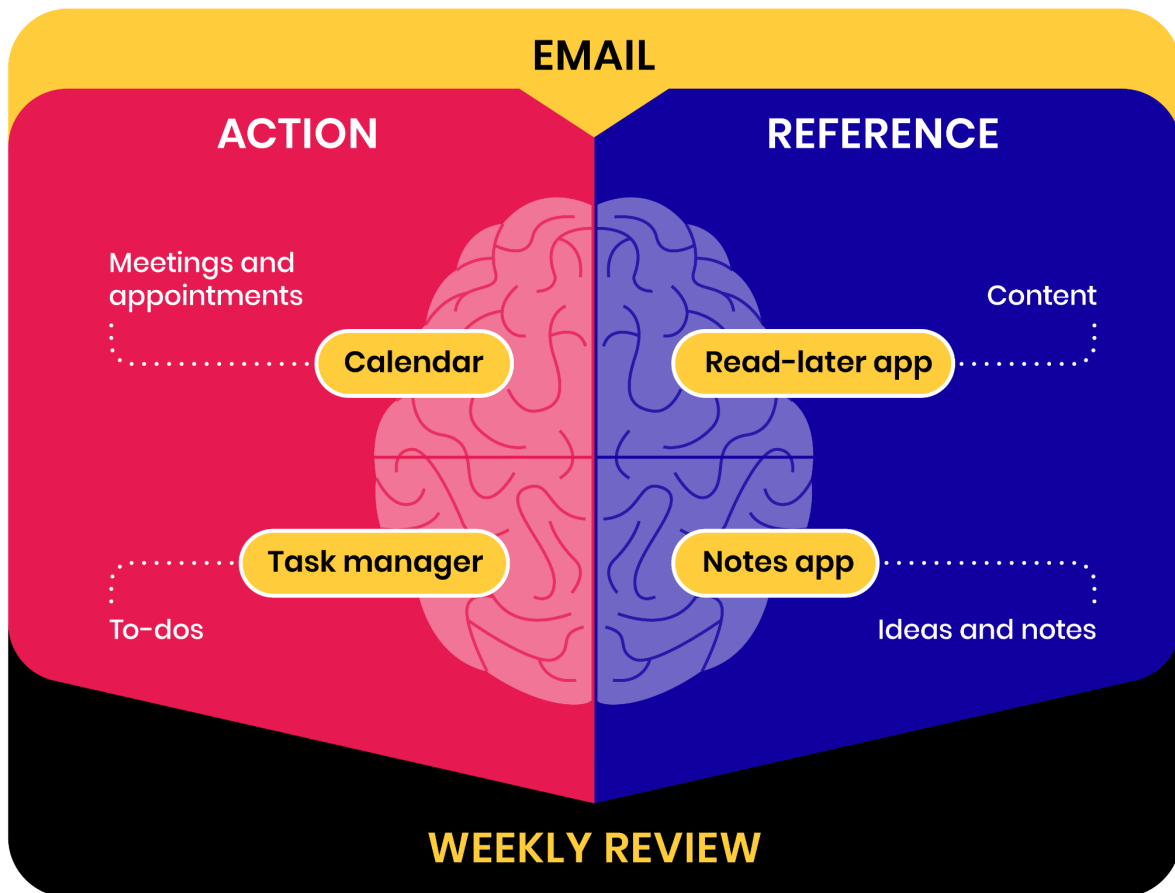 EMAIL
ACTION
REFERENCE
Meetings and
appointments
Content
Calendar
Read-later app
Task manager
Notes app
To-dos
Ideas and notes
WEEKLY REVIEW